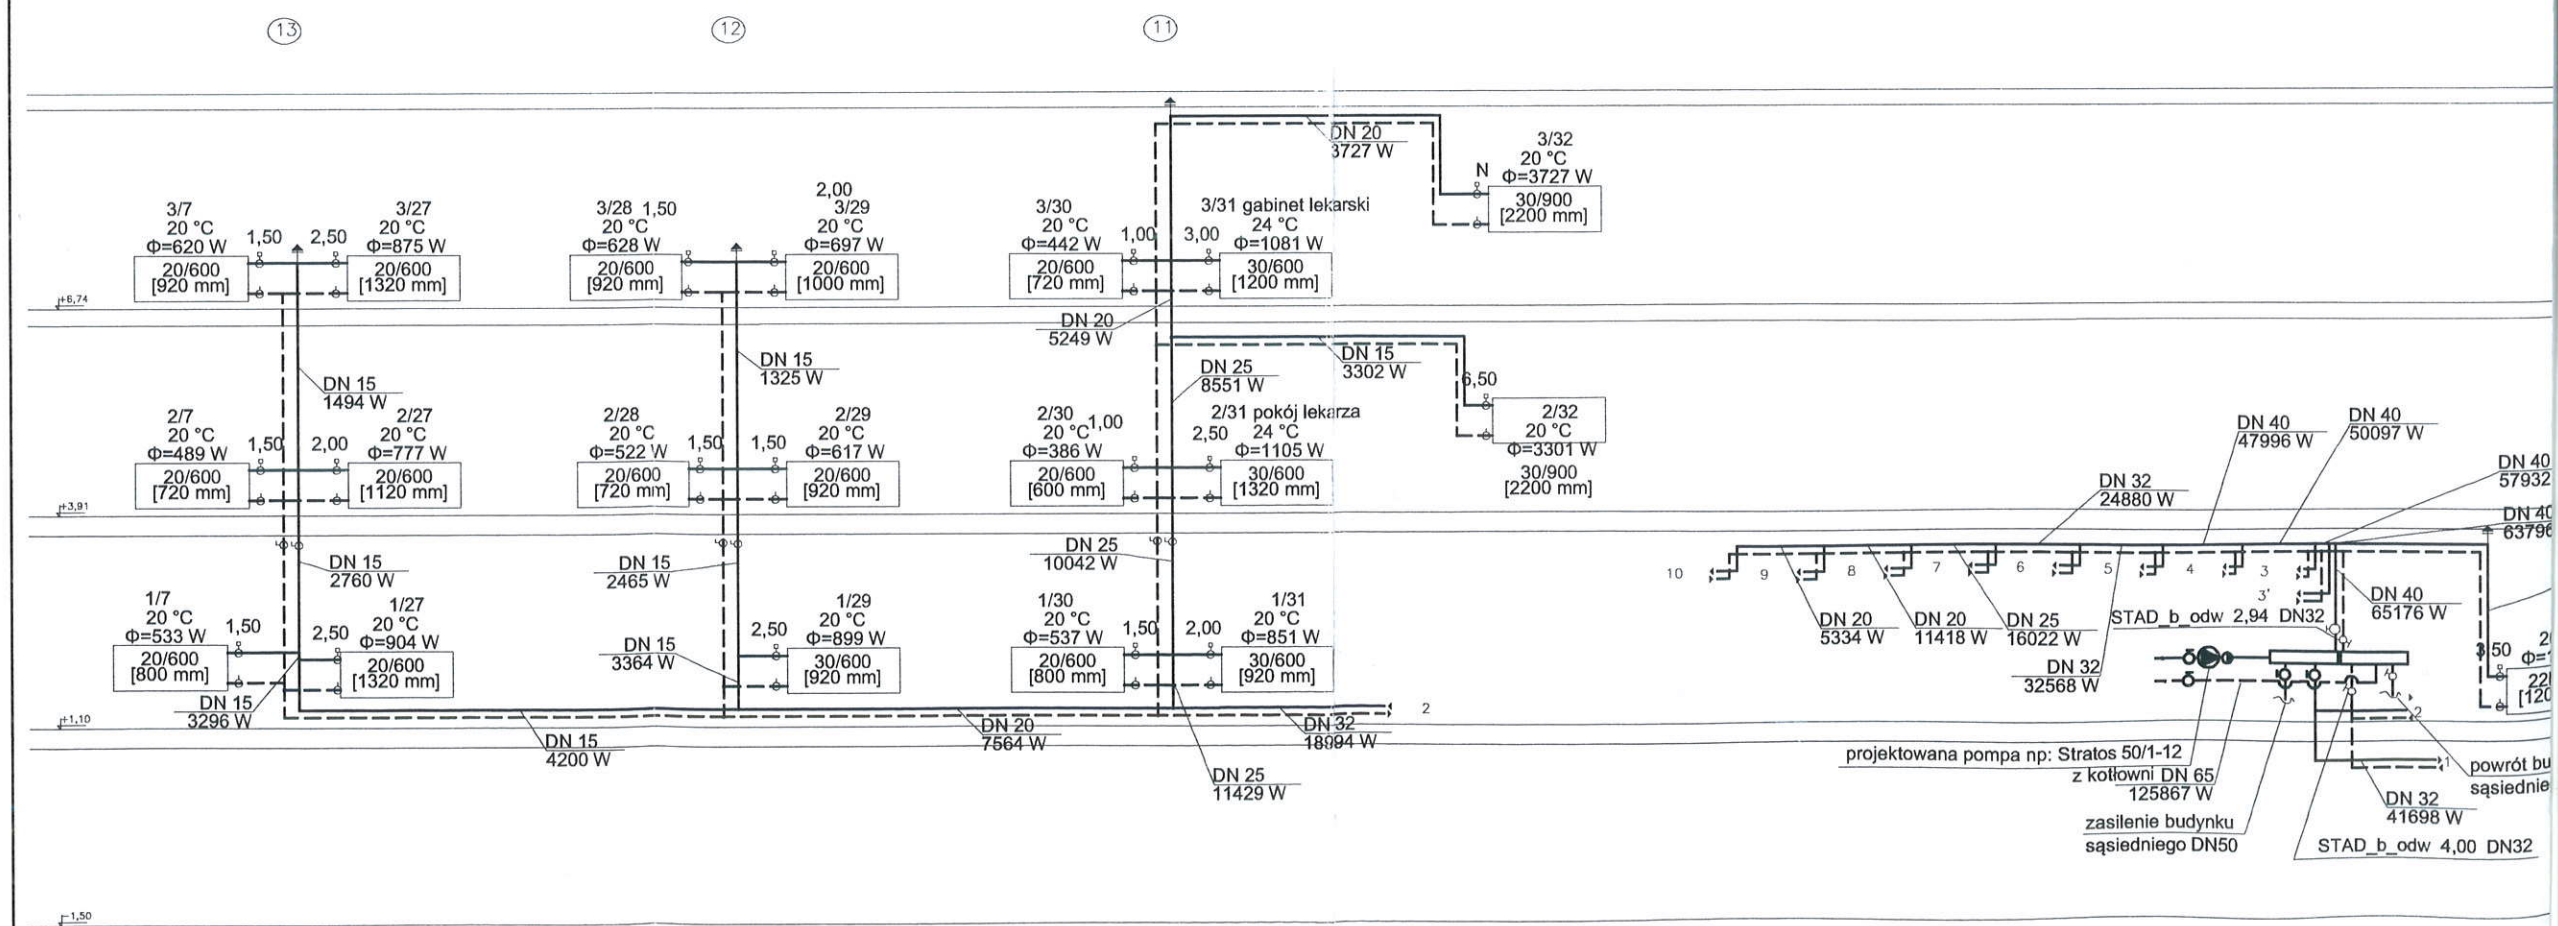 13
12
11
3/7
20 °C
Φ=620 W
20/600
[920 mm]
1,50
2,50
3/27
20 °C
Φ=875 W
20/600
[1320 mm]
3/28
1,50
20 °C
Φ=628 W
20/600
[920 mm]
2,00
3/29
20 °C
Φ=697 W
20/600
[1000 mm]
3/30
20 °C
Φ=442 W
20/600
[720 mm]
1,00
3,00
3/31 gabinet lekarski
24 °C
Φ=1081 W
30/600
[1200 mm]
DN 20
3727 W
N
3/32
20 °C
Φ=3727 W
30/900
[2200 mm]
+6,74
DN 15
1494 W
DN 15
1325 W
DN 20
5249 W
DN 25
8551 W
DN 15
3302 W
6,50
2/32
20 °C
Φ=3301 W
30/900
[2200 mm]
2/7
20 °C
Φ=489 W
20/600
[720 mm]
1,50
2,00
2/27
20 °C
Φ=777 W
20/600
[1120 mm]
2/28
20 °C
Φ=522 W
20/600
[720 mm]
1,50
1,50
2/29
20 °C
Φ=617 W
20/600
[920 mm]
2/30
20 °C
1,00
Φ=386 W
20/600
[600 mm]
2,50
2/31 pokój lekarza
24 °C
Φ=1105 W
30/600
[1320 mm]
+3,91
DN 15
2760 W
DN 15
2465 W
DN 25
10042 W
1/7
20 °C
Φ=533 W
20/600
[800 mm]
1,50
2,50
1/27
20 °C
Φ=904 W
20/600
[1320 mm]
DN 15
3296 W
DN 15
3364 W
2,50
1/29
20 °C
Φ=899 W
30/600
[920 mm]
1/30
20 °C
Φ=537 W
20/600
[800 mm]
1,50
2,00
1/31
20 °C
Φ=851 W
30/600
[920 mm]
+1,10
DN 15
4200 W
DN 20
7564 W
DN 32
18994 W
2
DN 25
11429 W
-1,50
DN 40
47996 W
DN 40
50097 W
DN 40
57932
DN 40
63796
DN 32
24880 W
10
9
8
7
6
5
4
3
3'
DN 20
5334 W
DN 20
11418 W
DN 25
16022 W
DN 32
32568 W
DN 40
65176 W
STAD_b_odw 2,94 DN32
3,50
Φ=
[120
2
1
projektowana pompa np: Stratos 50/1-12
z kotłowni DN 65
125867 W
zasilenie budynku
sąsiedniego DN50
STAD_b_odw 4,00 DN32
DN 32
41698 W
powrót bu
sąsiednie